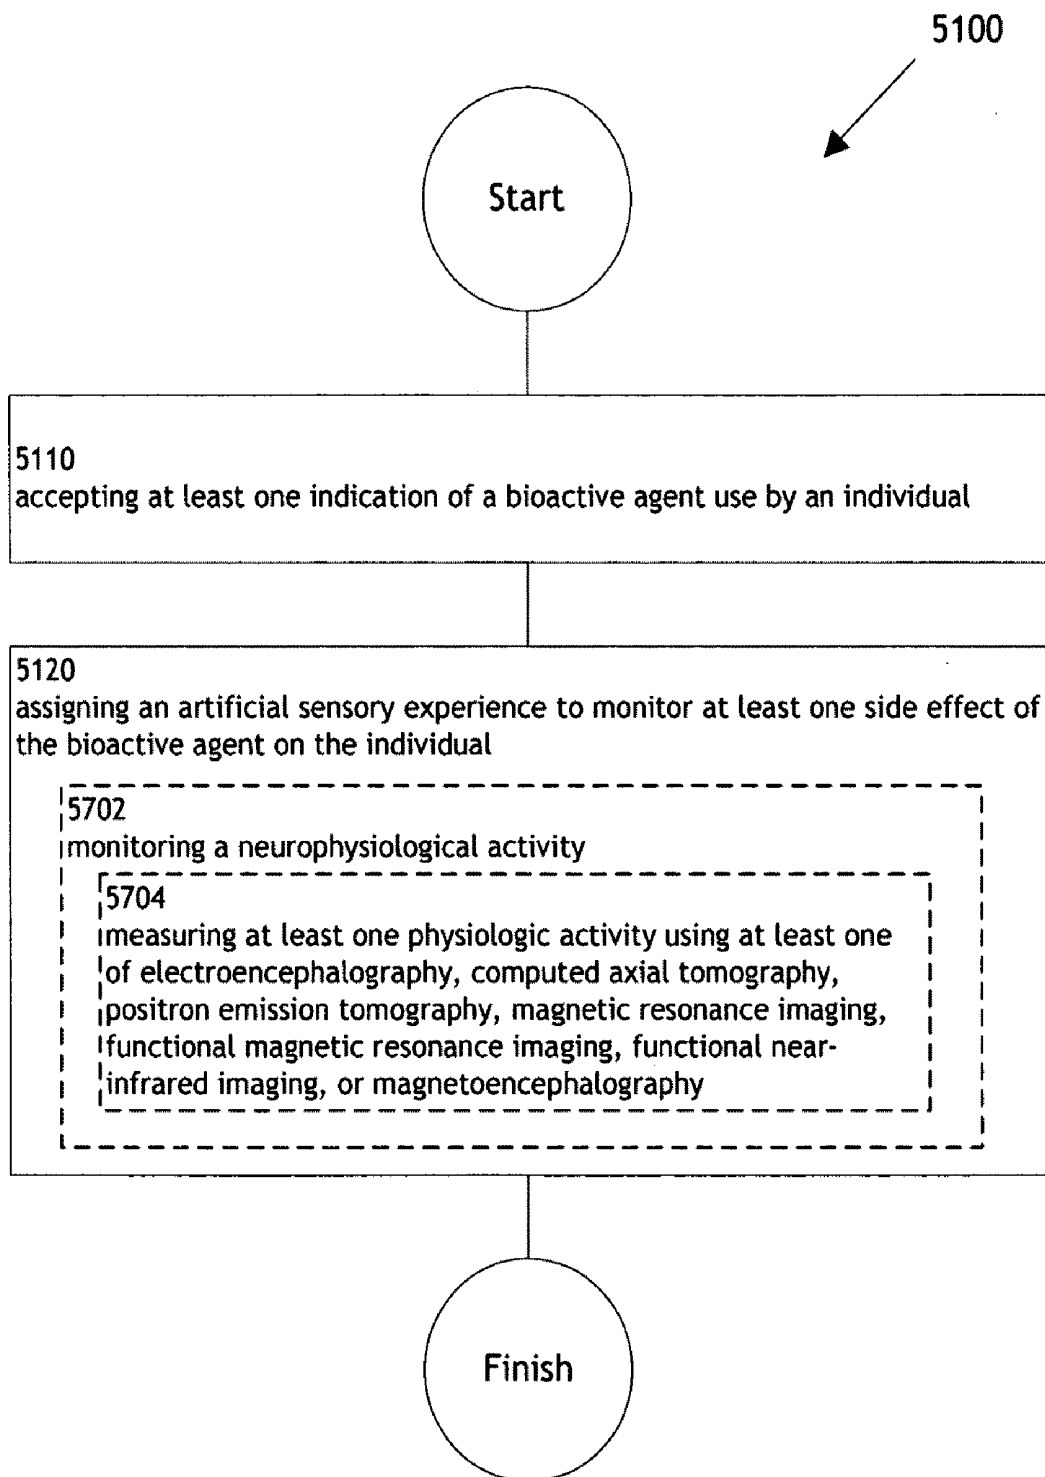 5100
Start
5110
accepting at least one indication of a bioactive agent use by an individual
5120
assigning an artificial sensory experience to monitor at least one side effect of
the bioactive agent on the individual
5702
monitoring a neurophysiological activity
5704
measuring at least one physiologic activity using at least one
of electroencephalography, computed axial tomography,
positron emission tomography, magnetic resonance imaging,
functional magnetic resonance imaging, functional near-
infrared imaging, or magnetoencephalography
Finish